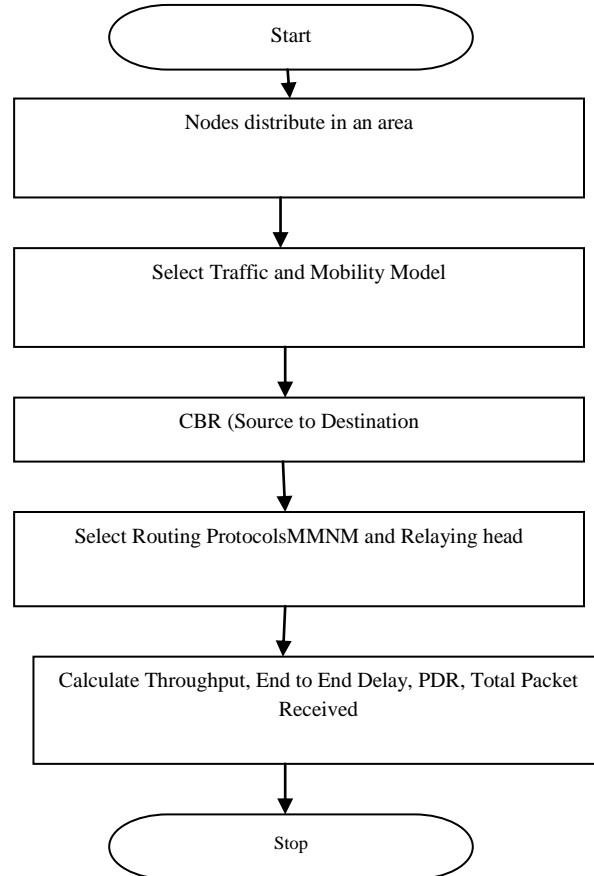 Start
Nodes distribute in an area
Select Traffic and Mobility Model
CBR (Source to Destination
Select Routing ProtocolsMMNM and Relaying head
Calculate Throughput, End to End Delay, PDR, Total Packet
Received
Stop